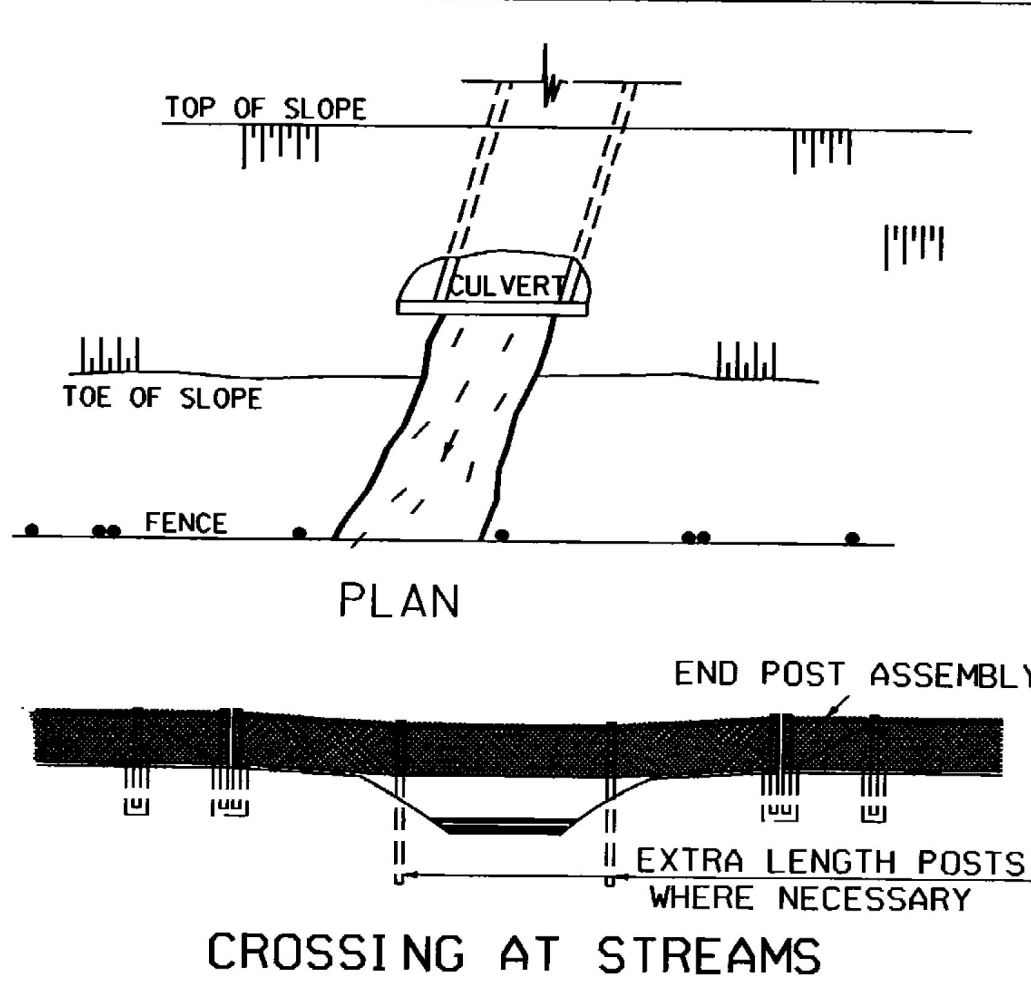 TOP OF SLOPE
CULVERT
TOE OF SLOPE
FENCE
PLAN
END POST ASSEMBLY
EXTRA LENGTH POSTS
WHERE NECESSARY
CROSSING AT STREAMS